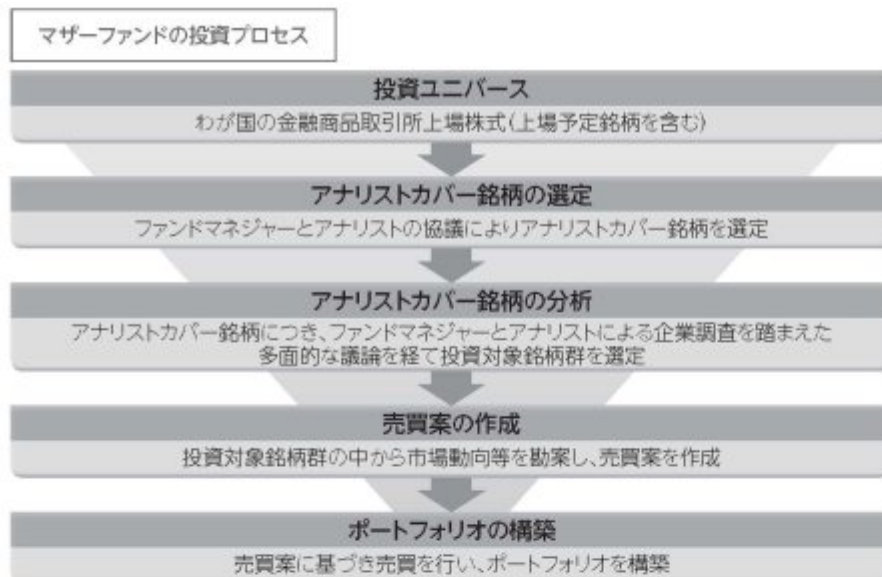 マザーファンドの投資プロセス
投資ユニバース
わが国の金融商品取引所上場株式(上場予定銘柄を含む)
アナリストカバー銘柄の選定
ファンドマネジャーとアナリストの協議によりアナリストカバー銘柄を選定
アナリストカバー銘柄の分析
アナリストカバー銘柄につき、ファンドマネジャーとアナリストによる企業調査を踏まえた
多面的な議論を経て投資対象銘柄群を選定
売買案の作成
投資対象銘柄群の中から市場動向等を勘案し、売買案を作成
ポートフォリオの構築
売買案に基づき売買を行い、ポートフォリオを構築